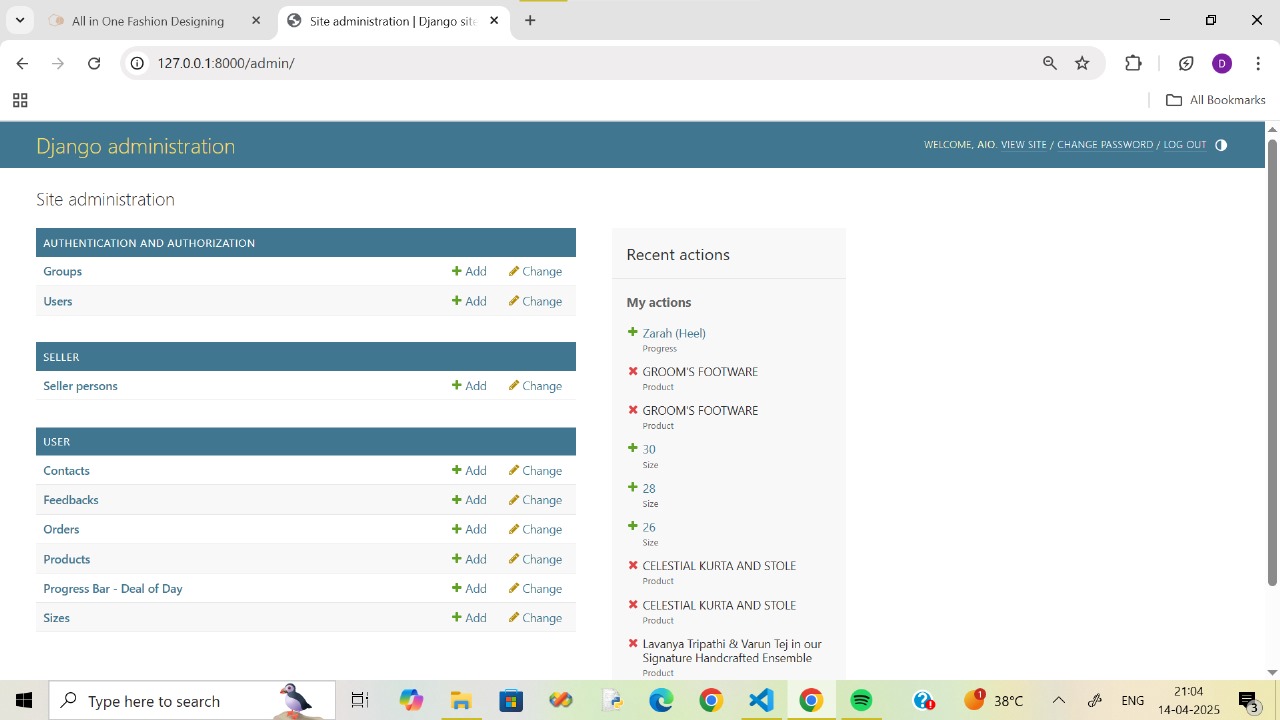 All in One Fashion Designing
Site administration | Django site
127.0.0.1:8000/admin/
D
All Bookmarks
Django administration
WELCOME, AIO. VIEW SITE / CHANGE PASSWORD / LOG OUT
Site administration
AUTHENTICATION AND AUTHORIZATION
Groups Add Change
Users Add Change
SELLER
Seller persons Add Change
USER
Contacts Add Change
Feedbacks Add Change
Orders Add Change
Products Add Change
Progress Bar - Deal of Day Add Change
Sizes Add Change
Recent actions
My actions
Zarah (Heel)
Progress
GROOM'S FOOTWARE
Product
GROOM'S FOOTWARE
Product
30
Size
28
Size
26
Size
CELESTIAL KURTA AND STOLE
Product
CELESTIAL KURTA AND STOLE
Product
Lavanya Tripathi & Varun Tej in our
Signature Handcrafted Ensemble
Product
Type here to search
1
38°C
ENG
21:04
14-04-2025
3